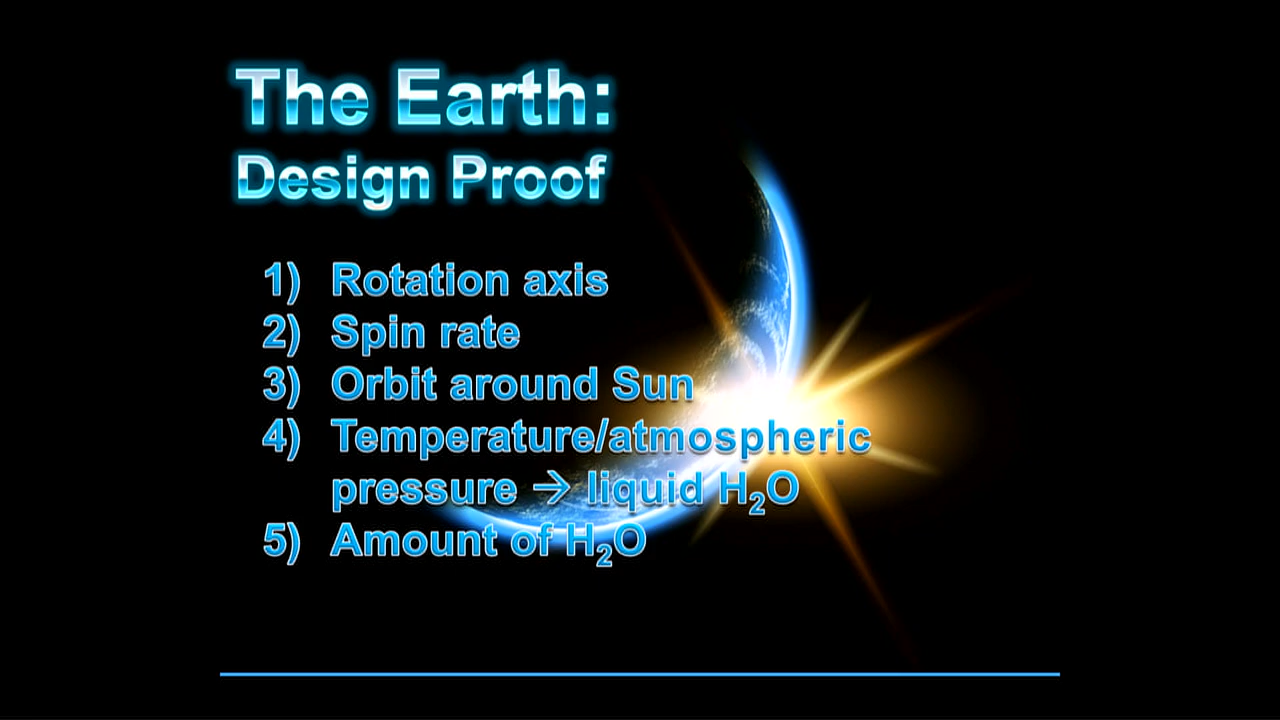 The Earth:
Design Proof
1) Rotation axis
2) Spin rate
3) Orbit around Sun
4) Temperature/atmospheric
pressure → liquid H₂O
5) Amount of H₂O